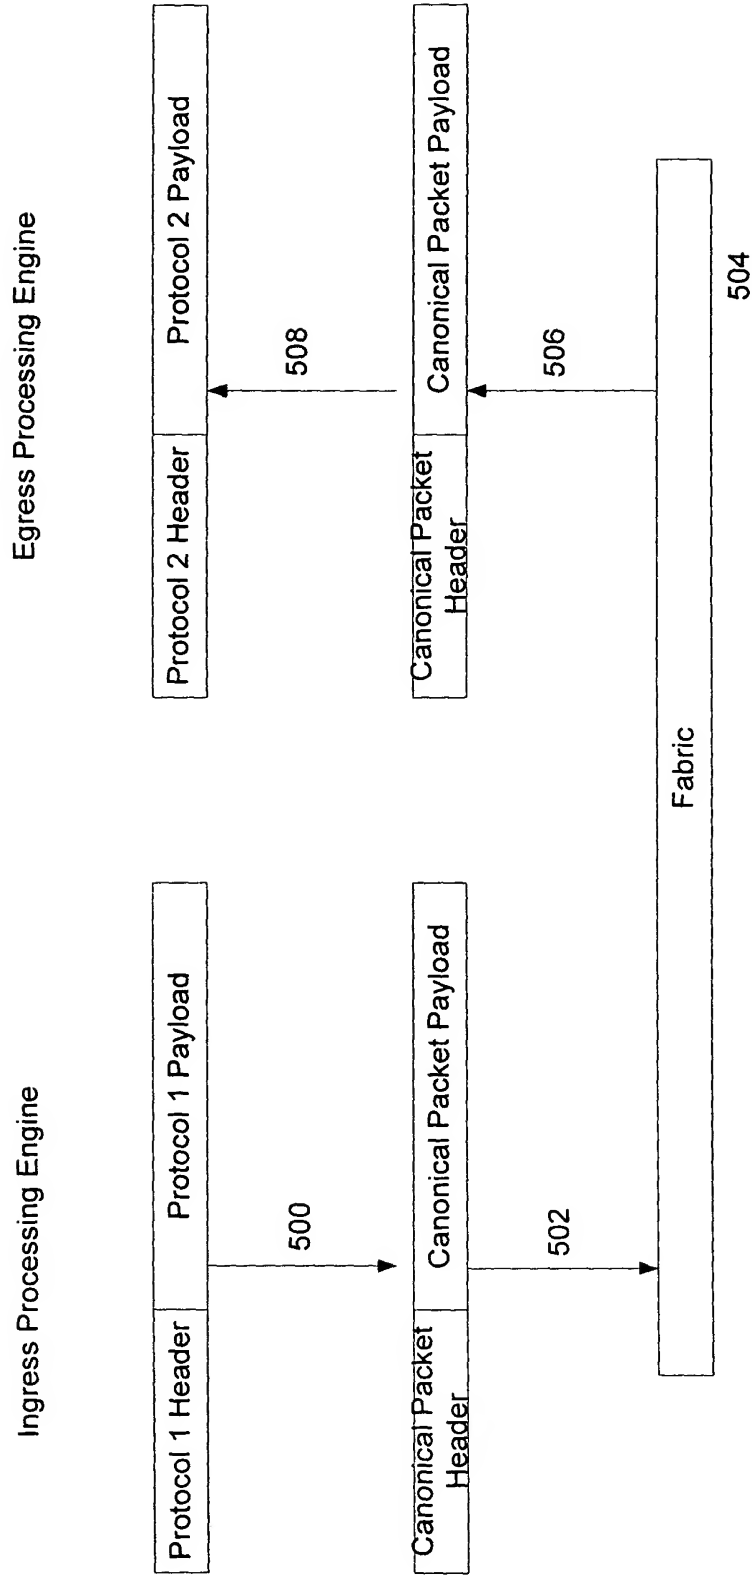 Ingress Processing Engine
Egress Processing Engine
Protocol 1 Header
Protocol 1 Payload
Protocol 2 Header
Protocol 2 Payload
500
508
Canonical Packet
Header
Canonical Packet Payload
Canonical Packet
Header
Canonical Packet Payload
502
506
Fabric
504